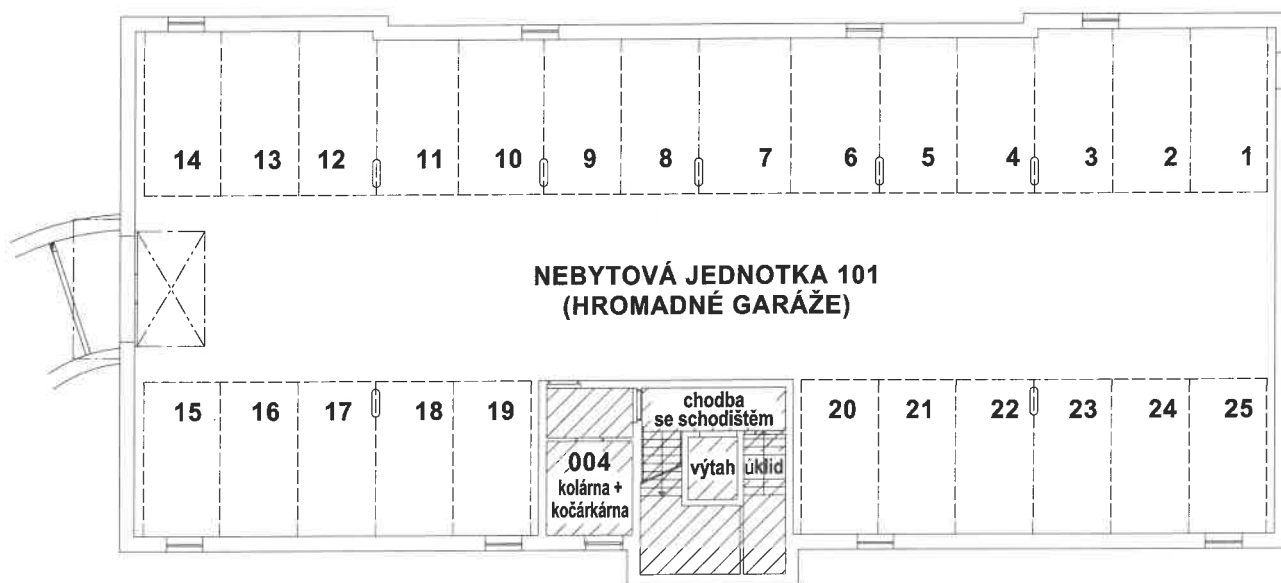 14 13 12 11 10 9 8 7 6 5 4 3 2 1
NEBYTOVÁ JEDNOTKA 101
(HROMADNÉ GARÁŽE)
15 16 17 18 19
004
kolárna +
kočárkárna
chodba
se schodištěm
výtah
úklid
20 21 22 23 24 25